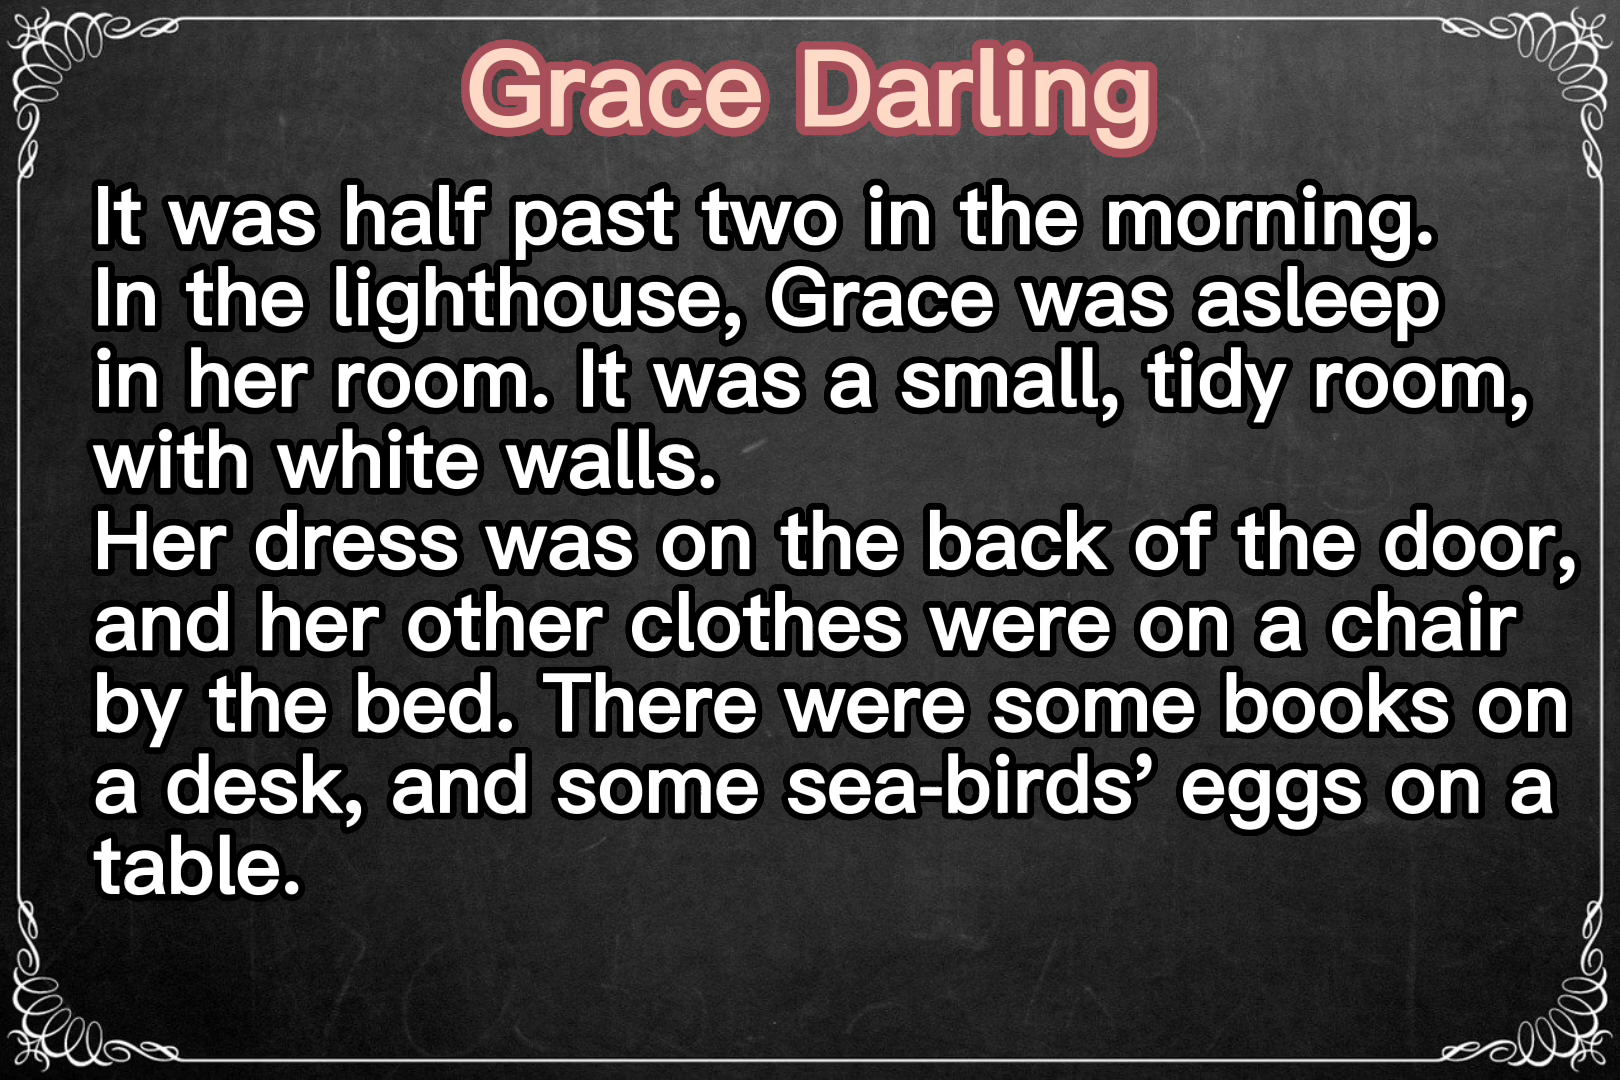 Grace Darling
It was half past two in the morning.
In the lighthouse, Grace was asleep
in her room. It was a small, tidy room,
with white walls.
Her dress was on the back of the door,
and her other clothes were on a chair
by the bed. There were some books on
a desk, and some sea-birds’ eggs on a
table.